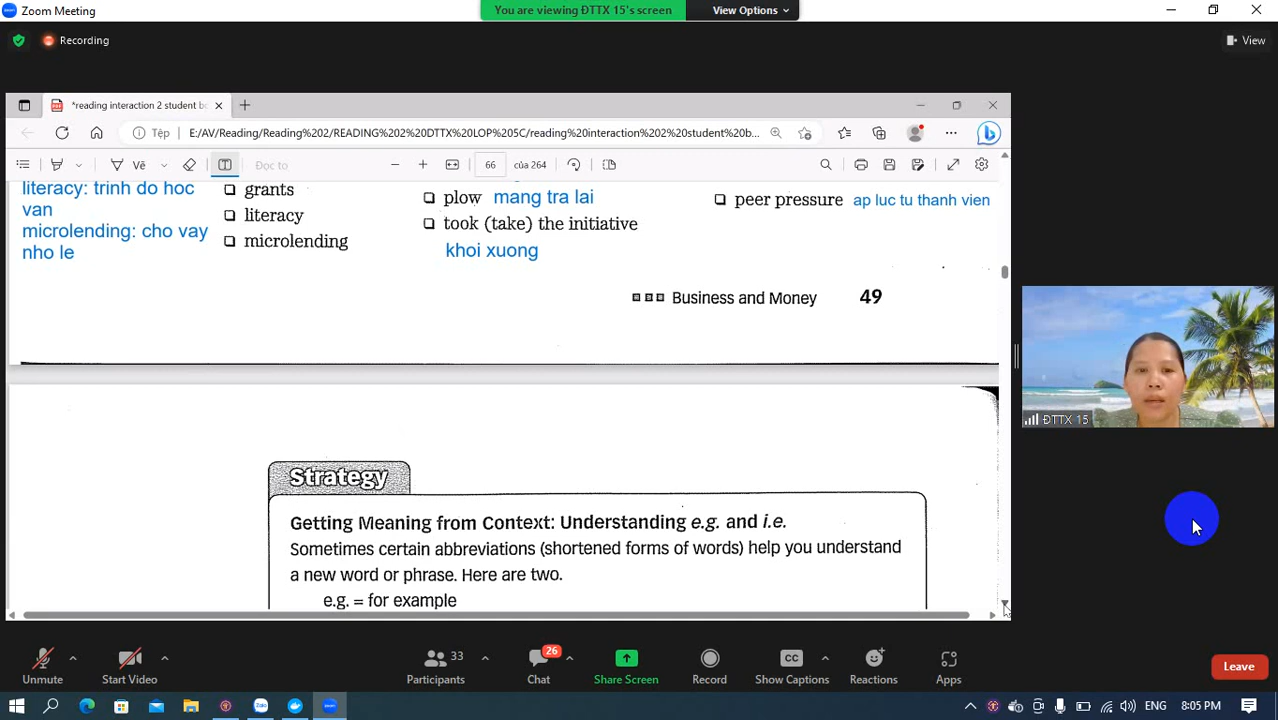 Zoom Meeting
You are viewing ĐTTX 15's screen
View Options
Recording
View
*reading interaction 2 student bo
Tệp
E:/AV/Reading/Reading%202/READING%202%20DTTX%20LOP%205C/reading%20interaction%202%20student%20b...
Vẽ
Đọc to
66
của 264
literacy: trinh do hoc
van
microlending: cho vay
nho le
grants
literacy
microlending
plow mang tra lai
took (take) the initiative
khoi xuong
peer pressure ap luc tu thanh vien
Business and Money 49
Strategy
Getting Meaning from Context: Understanding e.g. and i.e.
Sometimes certain abbreviations (shortened forms of words) help you understand
a new word or phrase. Here are two.
e.g. = for example
ĐTTX 15
Unmute
Start Video
33
Participants
26
Chat
Share Screen
Record
CC
Show Captions
Reactions
Apps
Leave
ENG
8:05 PM